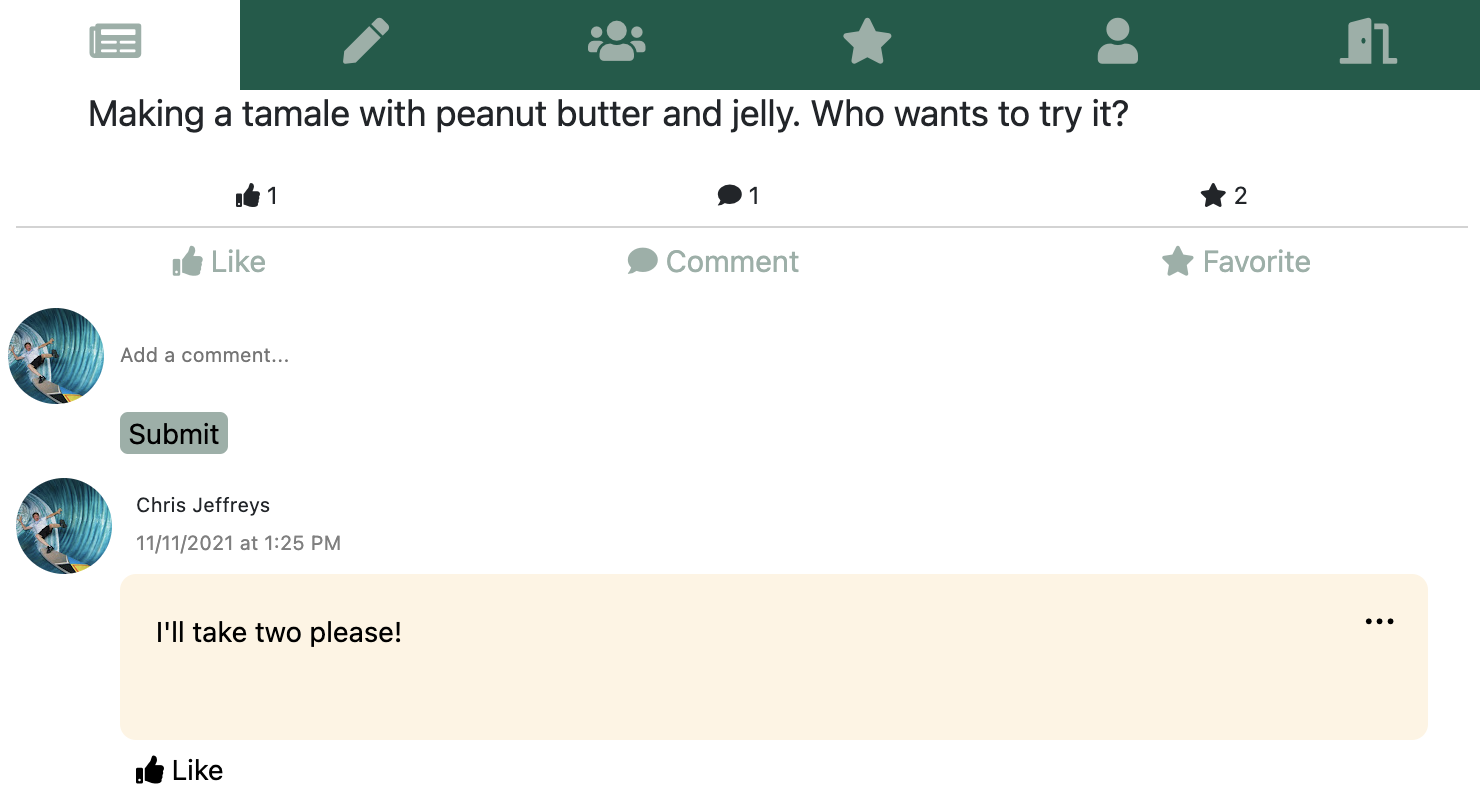 Making a tamale with peanut butter and jelly. Who wants to try it?
1
1
2
Like
Comment
Favorite
Add a comment...
Submit
Chris Jeffreys
11/11/2021 at 1:25 PM
I'll take two please!
Like